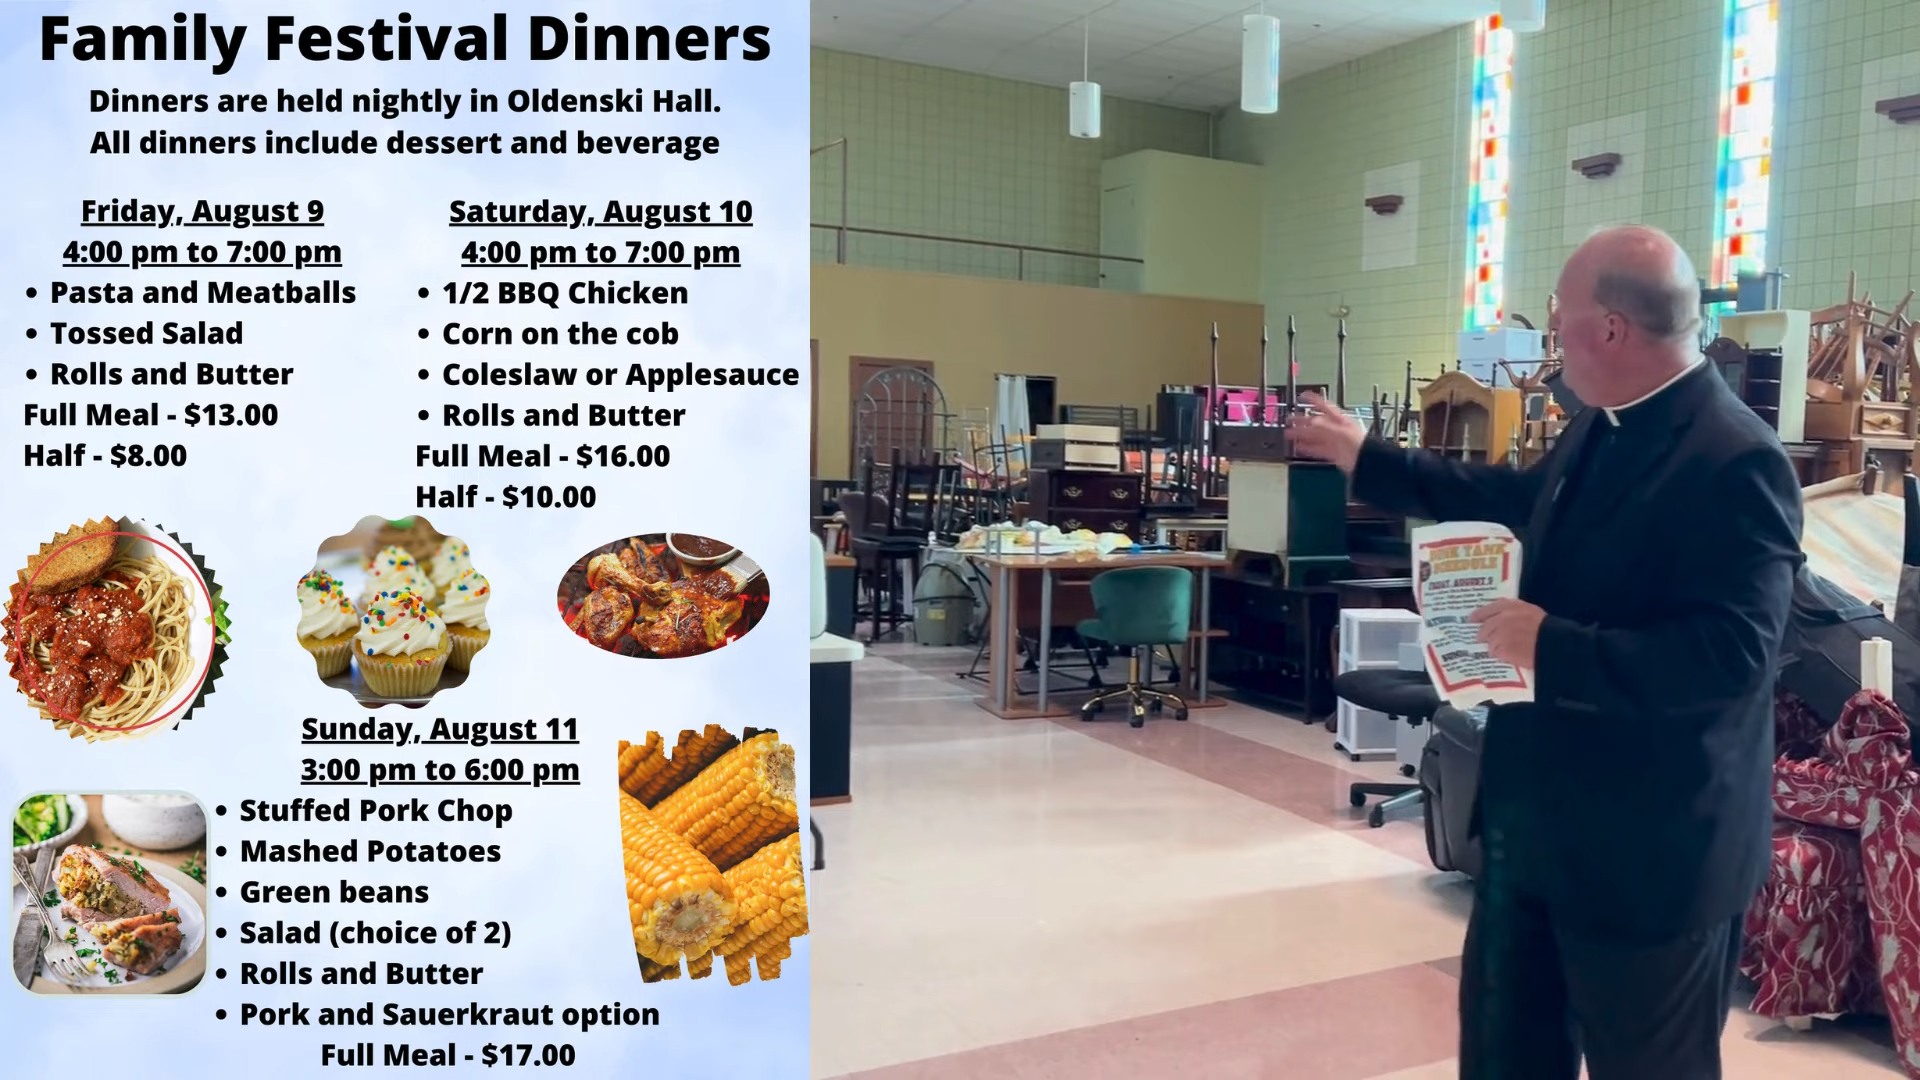 Family Festival Dinners
Dinners are held nightly in Oldenski Hall.
All dinners include dessert and beverage
Friday, August 9
4:00 pm to 7:00 pm
• Pasta and Meatballs
• Tossed Salad
• Rolls and Butter
Full Meal - $13.00
Half - $8.00
Saturday, August 10
4:00 pm to 7:00 pm
• 1/2 BBQ Chicken
• Corn on the cob
• Coleslaw or Applesauce
• Rolls and Butter
Full Meal - $16.00
Half - $10.00
Sunday, August 11
3:00 pm to 6:00 pm
• Stuffed Pork Chop
• Mashed Potatoes
• Green beans
• Salad (choice of 2)
• Rolls and Butter
• Pork and Sauerkraut option
Full Meal - $17.00
TANK
SCHEDULE
FRIDAY, AUGUST 9